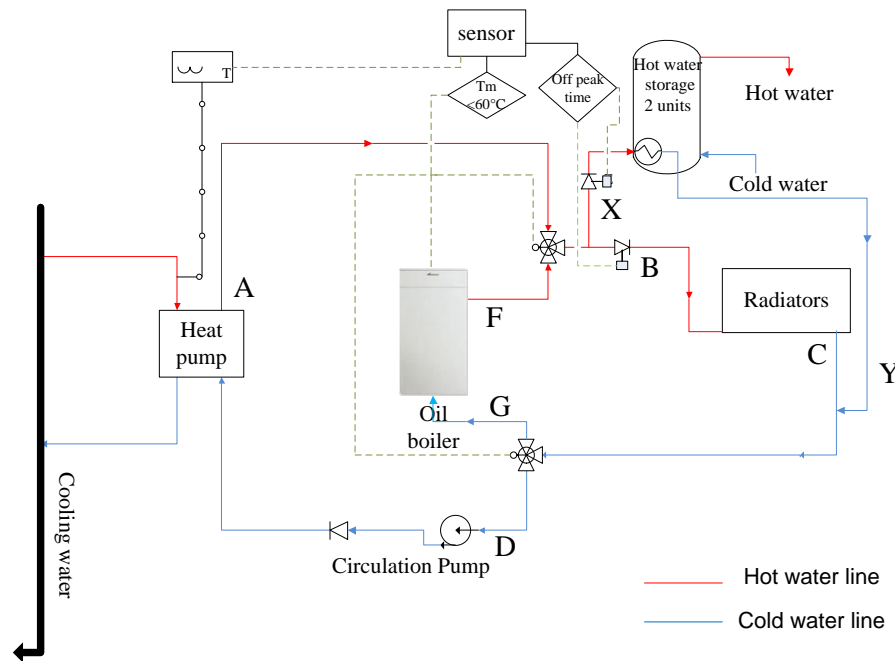 sensor
T
Tm
<60°C
Off peak
time
Hot water
storage
2 units
Hot water
Cold water
X
A
B
F
Heat
pump
Radiators
C
Y
G
Oil
boiler
D
Circulation Pump
Cooling water
Hot water line
Cold water line